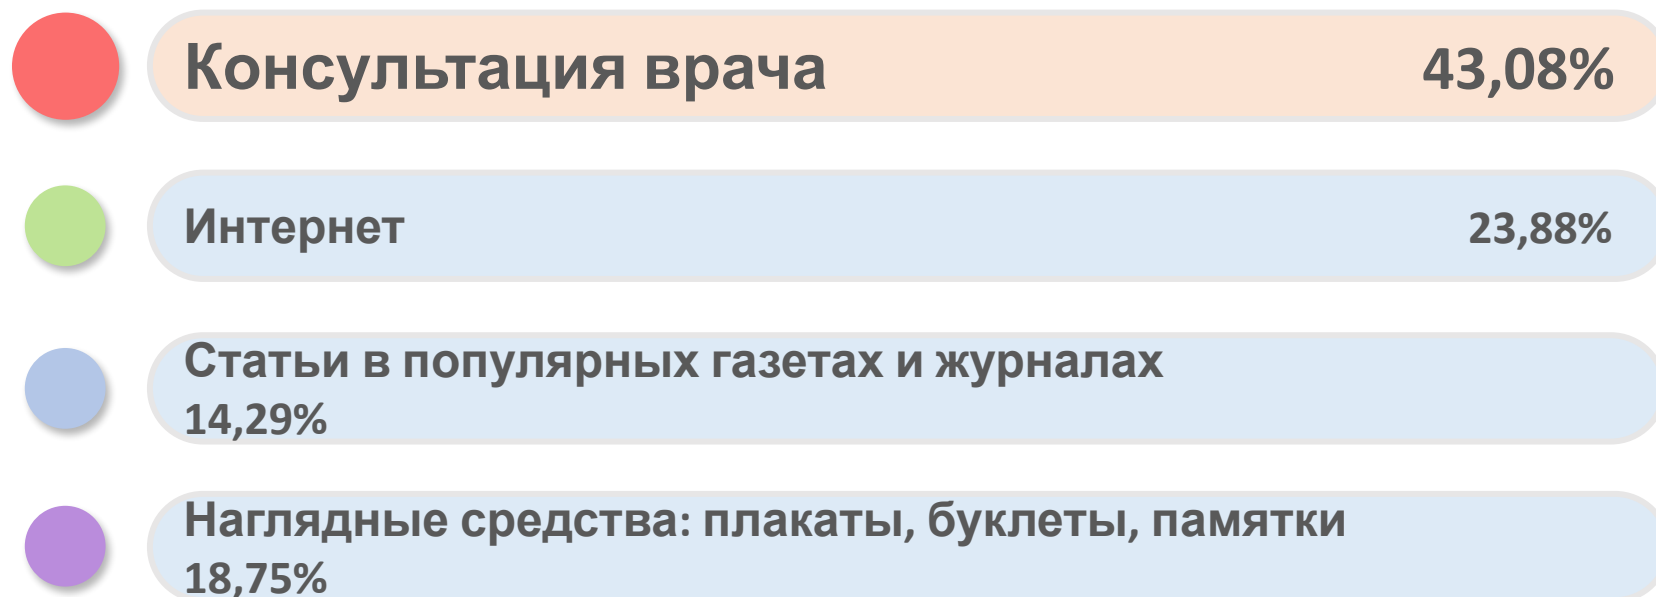 Консультация врача 43,08%
Интернет 23,88%
Статьи в популярных газетах и журналах
14,29%
Наглядные средства: плакаты, буклеты, памятки
18,75%